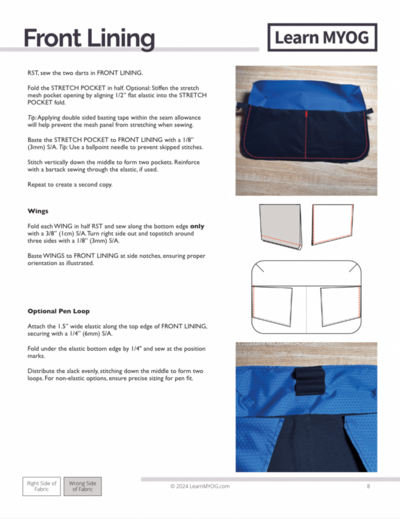 Front Lining
Learn MYOG
RST, sew the two darts in FRONT LINING.
Fold the STRETCH POCKET in half. Optional: Stiffen the stretch
mesh pocket opening by aligning 1/2" flat elastic into the STRETCH
POCKET fold.
Tip: Applying double sided basting tape within the seam allowance
will help prevent the mesh panel from stretching when sewing.
Baste the STRETCH POCKET to FRONT LINING with a 1/8"
(3mm) S/A. Tip: Use a ballpoint needle to prevent skipped stitches.
Stitch vertically down the middle to form two pockets. Reinforce
with a bartack sewing through the elastic, if used.
Repeat to create a second copy.
Wings
Fold each WING in half RST and sew along the bottom edge only
with a 3/8" (1cm) S/A. Turn right side out and topstitch around
three sides with a 1/8" (3mm) S/A.
Baste WINGS to FRONT LINING at side notches, ensuring proper
orientation as illustrated.
Optional Pen Loop
Attach the 1.5" wide elastic along the top edge of FRONT LINING,
securing with a 1/4" (6mm) S/A.
Fold under the elastic bottom edge by 1/4" and sew at the position
marks.
Distribute the slack evenly, stitching down the middle to form two
loops. For non-elastic options, ensure precise sizing for pen fit.
Right Side of
Fabric
Wrong Side
of Fabric
© 2024 LearnMYOG.com
8